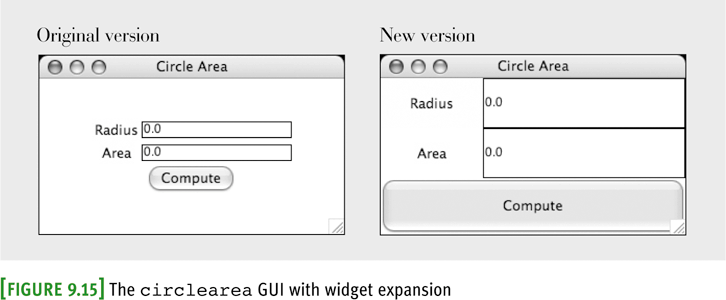 Original version
Circle Area
Radius 0.0
Area 0.0
Compute
New version
Circle Area
Radius 0.0
Area 0.0
Compute
[FIGURE 9.15] The circlearea GUI with widget expansion